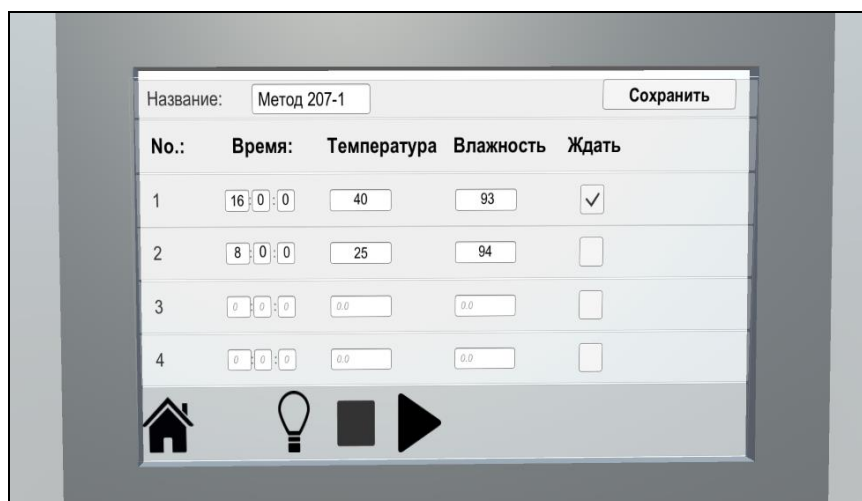 Название: Метод 207-1 Сохранить
No.: Время: Температура Влажность Ждать
1 16 : 0 : 0 40 93
2 8 : 0 : 0 25 94
3 0 : 0 : 0 0.0 0.0
4 0 : 0 : 0 0.0 0.0